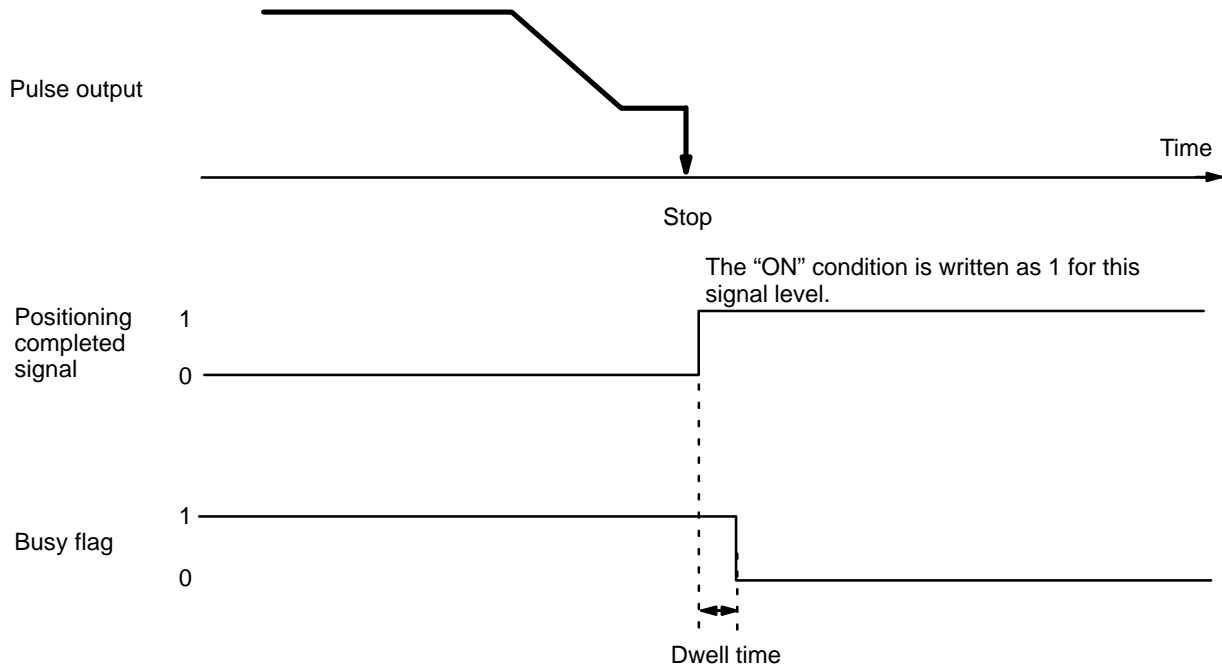 Pulse output
Time
Stop
The “ON” condition is written as 1 for this
signal level.
Positioning
completed
signal
1
0
Busy flag
1
0
Dwell time